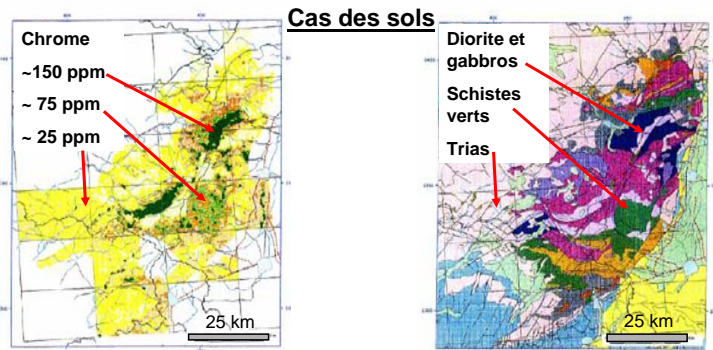 Cas des sols
Chrome
~150 ppm
~ 75 ppm
~ 25 ppm
25 km
Diorite et
gabbros
Schistes
verts
Trias
25 km